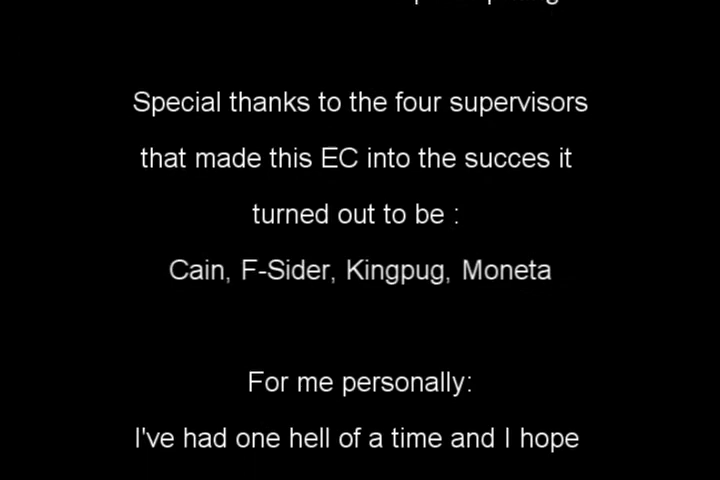 Special thanks to the four supervisors
that made this EC into the succes it
turned out to be :
Cain, F-Sider, Kingpug, Moneta
For me personally:
I've had one hell of a time and I hope